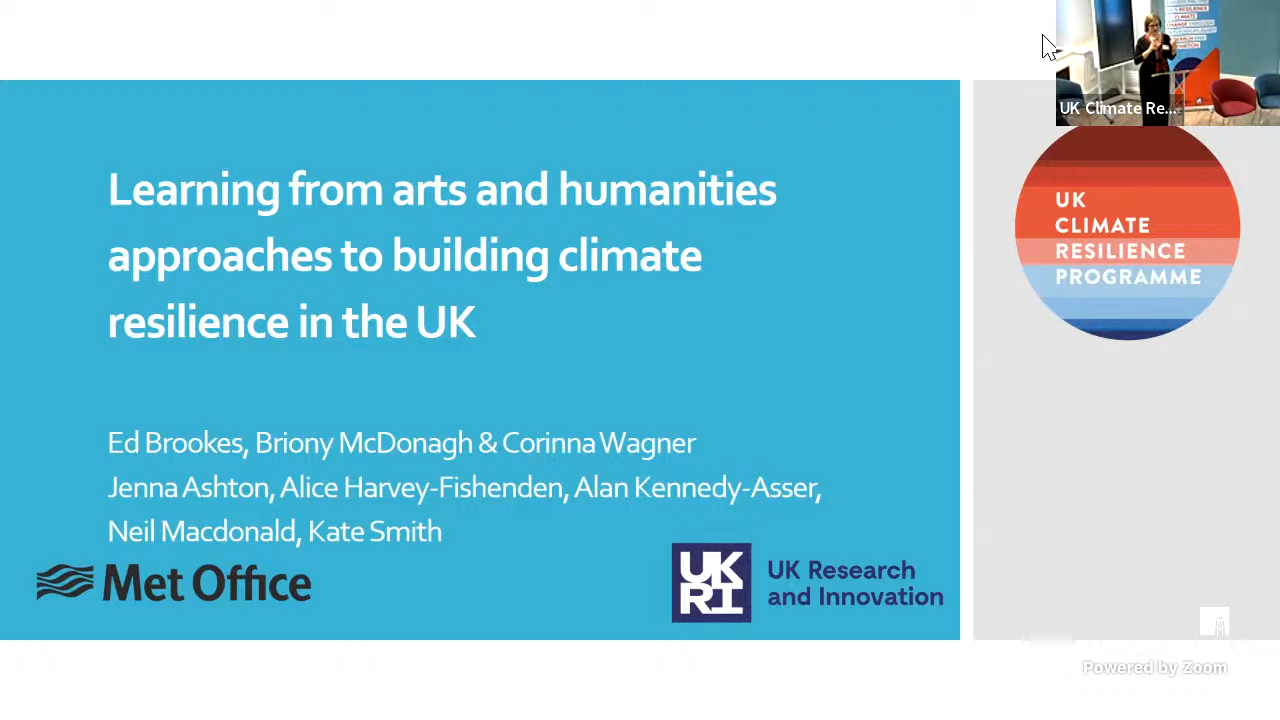 Learning from arts and humanities
approaches to building climate
resilience in the UK
Ed Brookes, Briony McDonagh & Corinna Wagner
Jenna Ashton, Alice Harvey-Fishenden, Alan Kennedy-Asser,
Neil Macdonald, Kate Smith
Met Office
UK
RI
UK Research
and Innovation
UK Climate Re...
UK
CLIMATE
RESILIENCE
PROGRAMME
Powered by Zoom